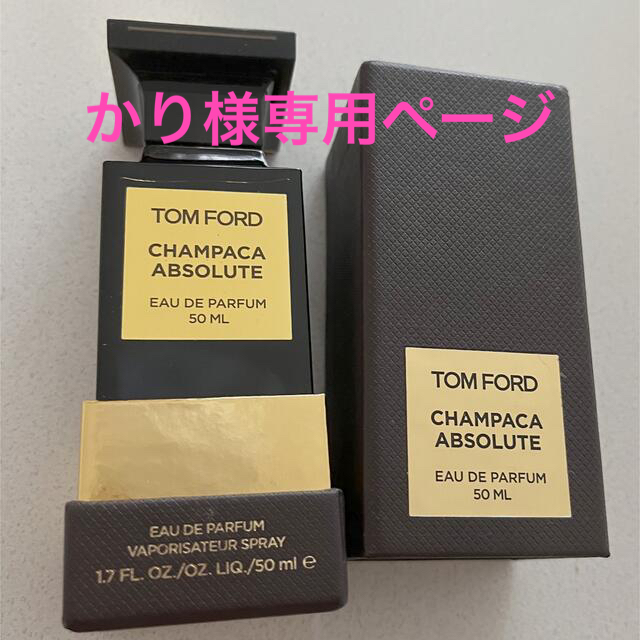 かり様専用ページ
TOM FORD
CHAMPACA
ABSOLUTE
EAU DE PARFUM
50 ML
EAU DE PARFUM
VAPORISATEUR SPRAY
1.7 FL. OZ./OZ. LIQ./50 ml ℮
TOM FORD
CHAMPACA
ABSOLUTE
EAU DE PARFUM
50 ML